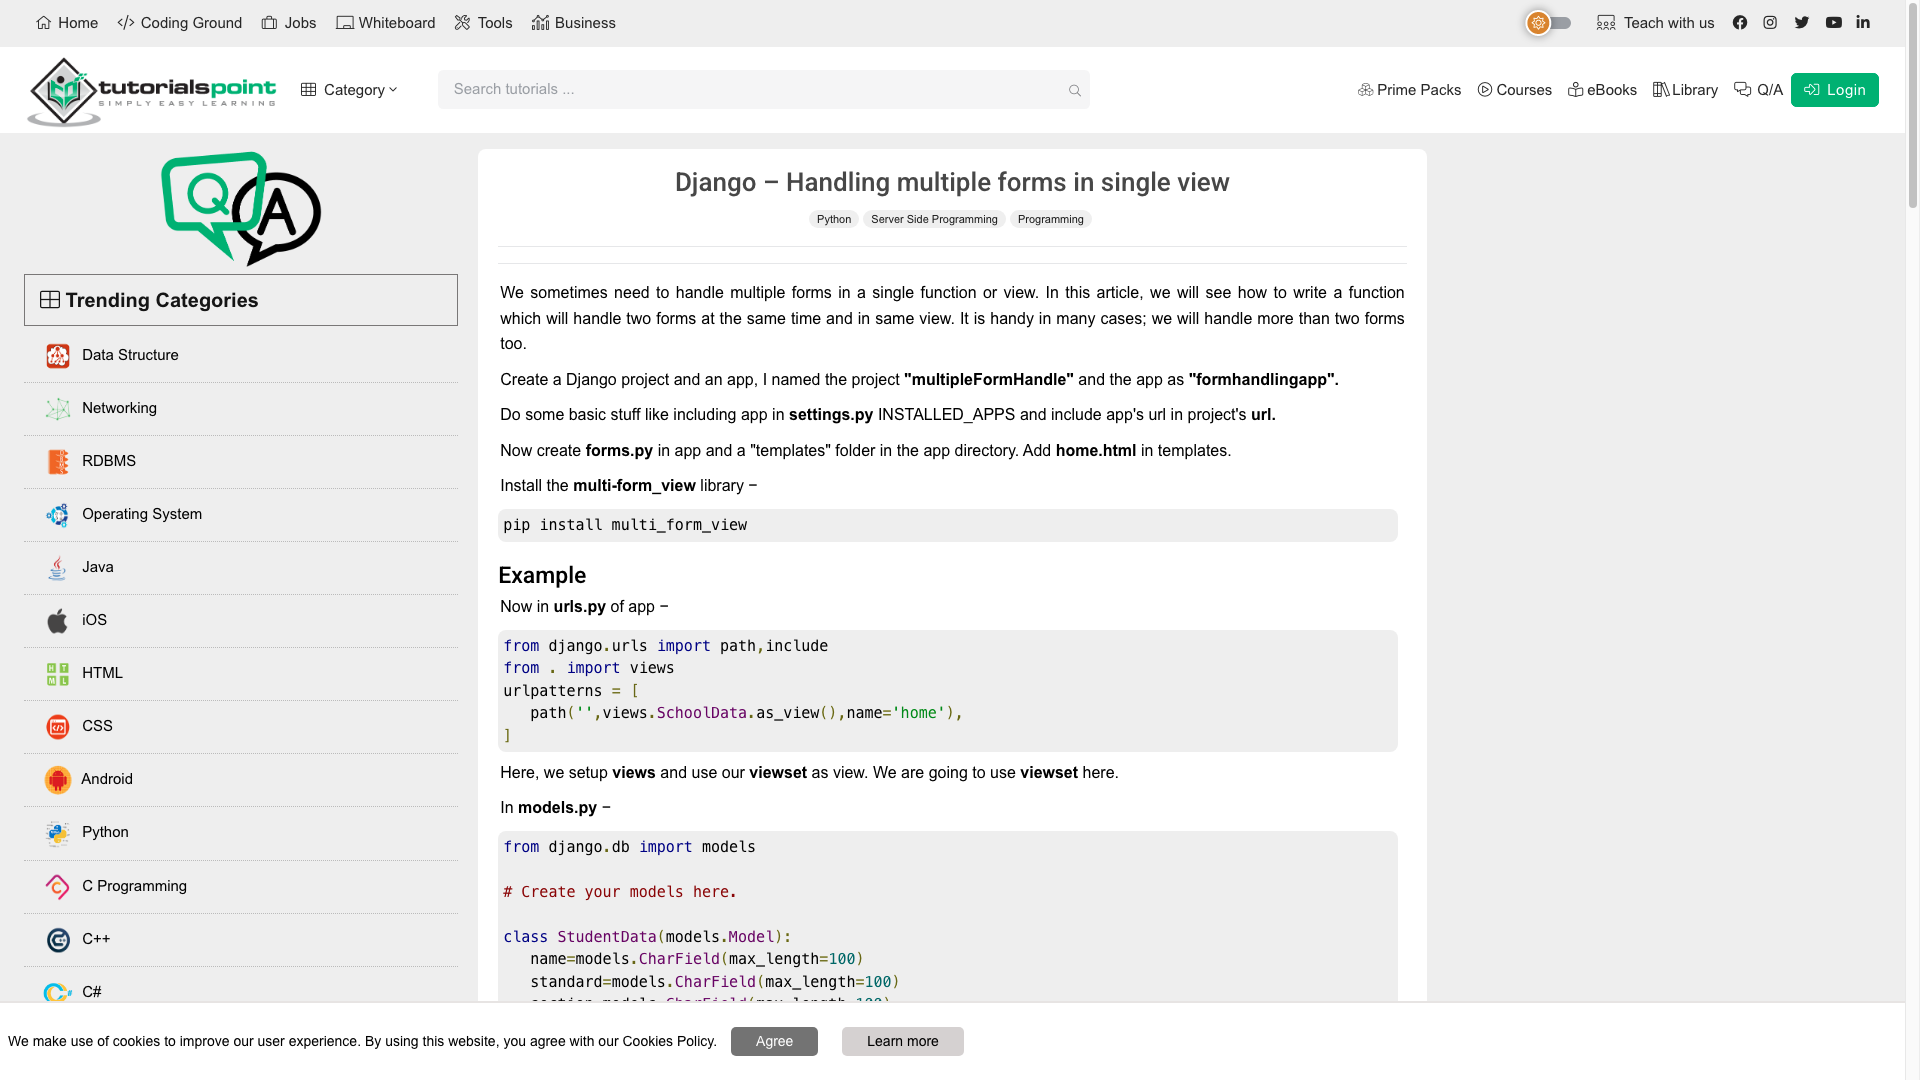 Home Coding Ground Jobs Whiteboard Tools Business Teach with us
tutorialspoint
SIMPLY EASY LEARNING
Category
Search tutorials ...
Prime Packs Courses eBooks Library Q/A Login
Q A
Trending Categories
Data Structure
Networking
RDBMS
Operating System
Java
iOS
HTML
CSS
Android
Python
C Programming
C++
C#
Django – Handling multiple forms in single view
Python Server Side Programming Programming
We sometimes need to handle multiple forms in a single function or view. In this article, we will see how to write a function
which will handle two forms at the same time and in same view. It is handy in many cases; we will handle more than two forms
too.
Create a Django project and an app, I named the project "multipleFormHandle" and the app as "formhandlingapp".
Do some basic stuff like including app in settings.py INSTALLED_APPS and include app's url in project's url.
Now create forms.py in app and a "templates" folder in the app directory. Add home.html in templates.
Install the multi-form_view library −
pip install multi_form_view
Example
Now in urls.py of app −
from django.urls import path,include
from . import views
urlpatterns = [
   path('',views.SchoolData.as_view(),name='home'),
]
Here, we setup views and use our viewset as view. We are going to use viewset here.
In models.py −
from django.db import models
# Create your models here.
class StudentData(models.Model):
   name=models.CharField(max_length=100)
   standard=models.CharField(max_length=100)
   section=models.CharField(max_length=100)
We make use of cookies to improve our user experience. By using this website, you agree with our Cookies Policy. Agree Learn more